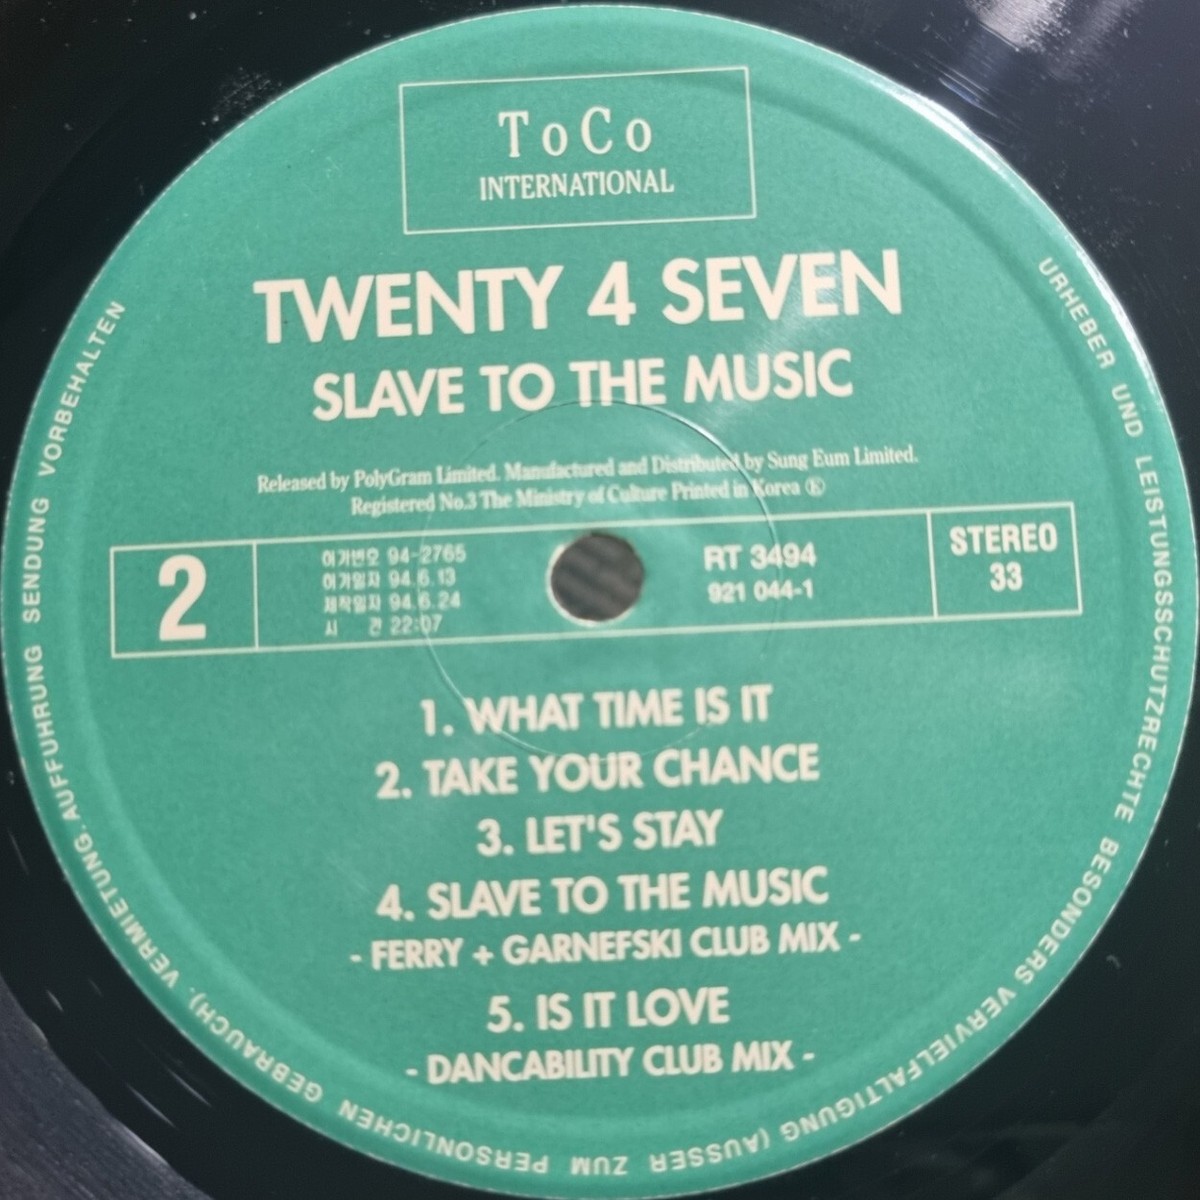 ToCo
INTERNATIONAL
TWENTY 4 SEVEN
SLAVE TO THE MUSIC
Released by PolyGram Limited. Manufactured and Distributed by Sung Eum Limited.
Registered No.3 The Ministry of Culture Printed in Korea Ⓚ
2
허가번호 94-2765
허가일자 94.6.13
제작일자 94.6.24
시 간 22:07
RT 3494
921 044-1
STEREO
33
1. WHAT TIME IS IT
2. TAKE YOUR CHANCE
3. LET'S STAY
4. SLAVE TO THE MUSIC
- FERRY + GARNEFSKI CLUB MIX -
5. IS IT LOVE
- DANCABILITY CLUB MIX -
URHEBER UND LEISTUNGSSCHUTZRECHTE BESONDERS VERVIELFALTIGUNG (AUSSER ZUM PERSONLICHEN GEBRAUCH). VERMIETUNG. AUFFUHRUNG SENDUNG VORBEHALTEN